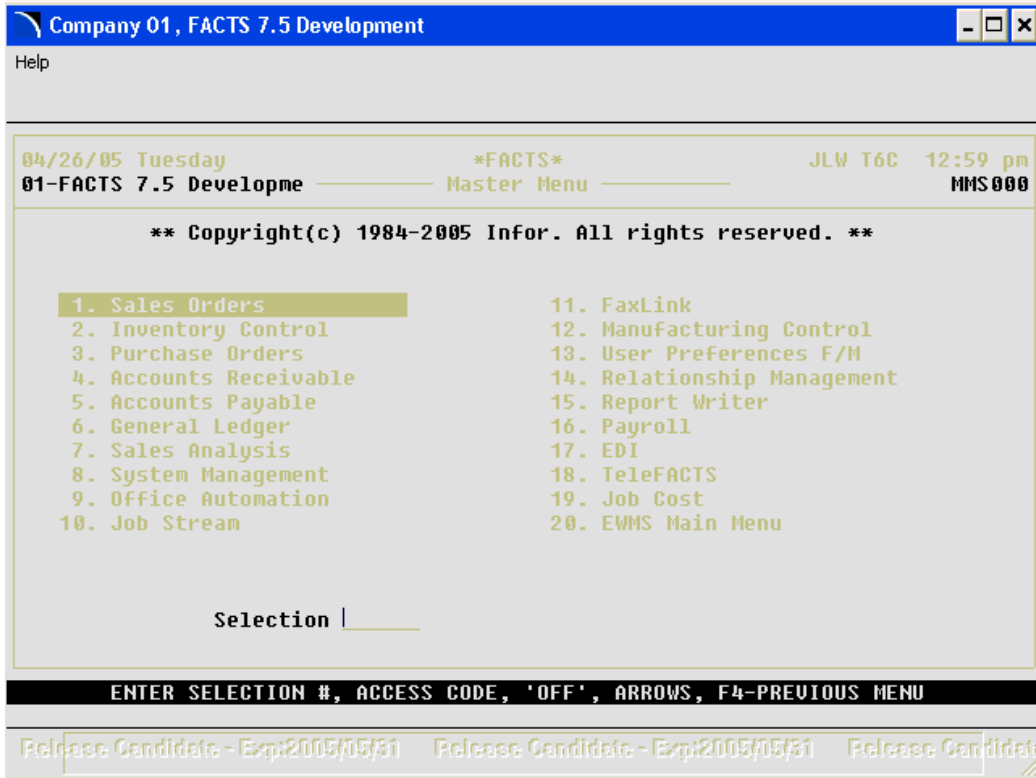 Company 01, FACTS 7.5 Development
Help
04/26/05 Tuesday *FACTS* JLW T6C 12:59 pm
01-FACTS 7.5 Developme Master Menu MMS000
** Copyright(c) 1984-2005 Infor. All rights reserved. **
1. Sales Orders 11. FaxLink
2. Inventory Control 12. Manufacturing Control
3. Purchase Orders 13. User Preferences F/M
4. Accounts Receivable 14. Relationship Management
5. Accounts Payable 15. Report Writer
6. General Ledger 16. Payroll
7. Sales Analysis 17. EDI
8. System Management 18. TeleFACTS
9. Office Automation 19. Job Cost
10. Job Stream 20. EWMS Main Menu
Selection
ENTER SELECTION #, ACCESS CODE, 'OFF', ARROWS, F4-PREVIOUS MENU
Release Candidate - Exp:2005/05/31 Release Candidate - Exp:2005/05/31 Release Candidat